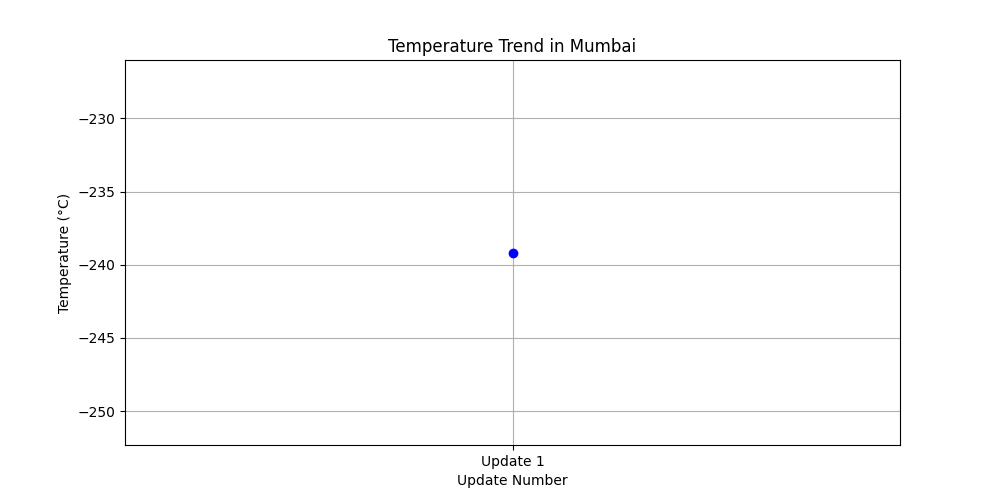 Temperature Trend in Mumbai
−230
−235
−240
−245
−250
Temperature (°C)
Update 1
Update Number